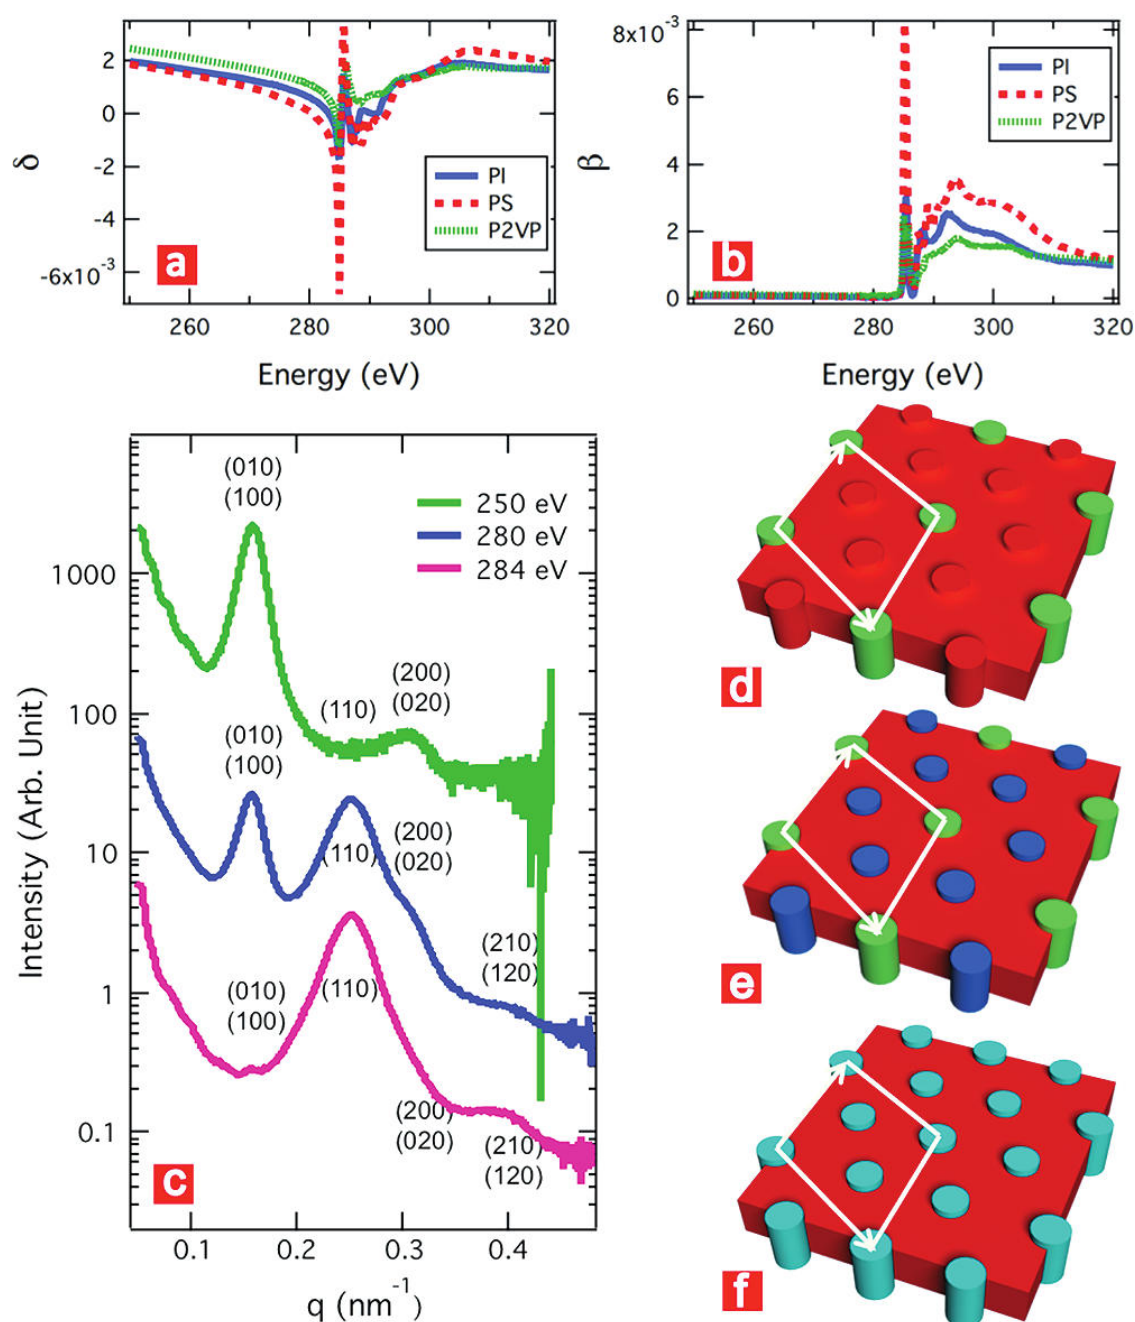 2
0
-2
-4
-6x10⁻³
δ
PI
PS
P2VP
a
260
280
300
320
Energy (eV)
8x10⁻³
6
4
2
0
β
PI
PS
P2VP
b
260
280
300
320
Energy (eV)
1000
100
10
1
0.1
Intensity (Arb. Unit)
(010)
(100)
250 eV
280 eV
284 eV
(110)
(200)
(020)
(010)
(100)
(110)
(200)
(020)
(210)
(120)
(010)
(100)
(110)
(200)
(020)
(210)
(120)
c
0.1
0.2
0.3
0.4
q (nm⁻¹)
d
e
f